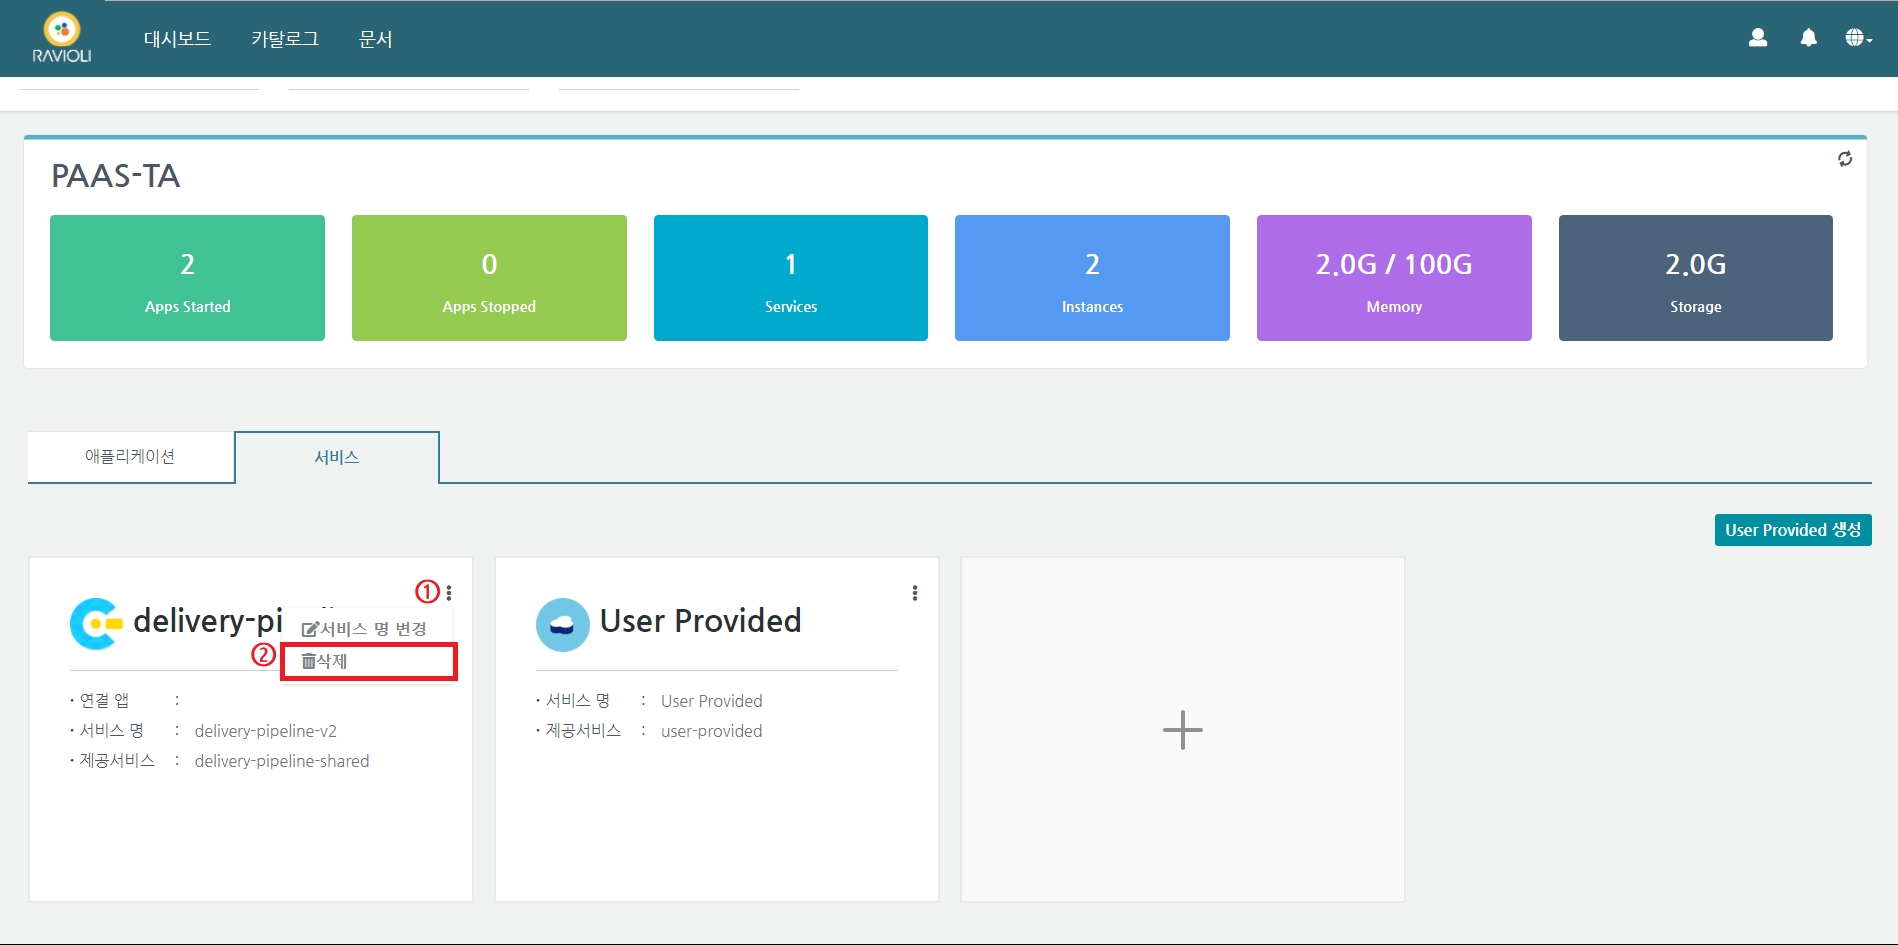 RAVIOLI
대시보드 카탈로그 문서
PAAS-TA
2
Apps Started
0
Apps Stopped
1
Services
2
Instances
2.0G / 100G
Memory
2.0G
Storage
애플리케이션 서비스
User Provided 생성
①
delivery-pi
서비스 명 변경
② 삭제
· 연결 앱 :
· 서비스 명 : delivery-pipeline-v2
· 제공서비스 : delivery-pipeline-shared
User Provided
· 서비스 명 : User Provided
· 제공서비스 : user-provided